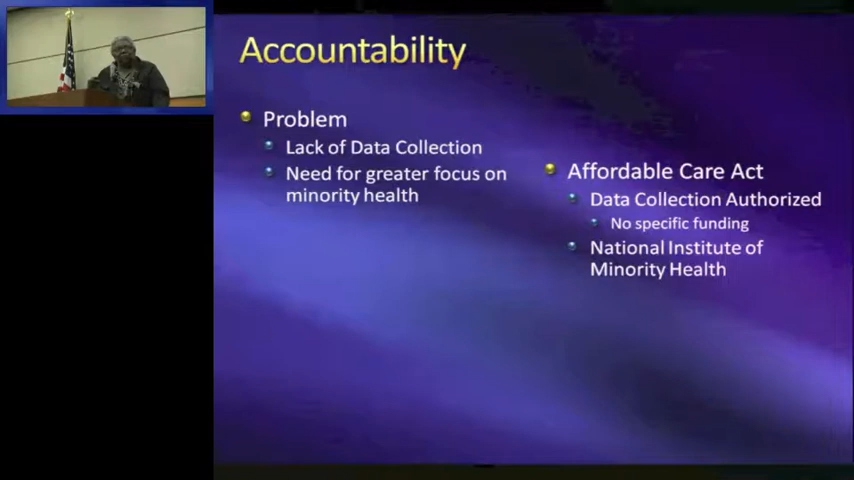 Accountability
Problem
Lack of Data Collection
Need for greater focus on
minority health
Affordable Care Act
Data Collection Authorized
No specific funding
National Institute of
Minority Health